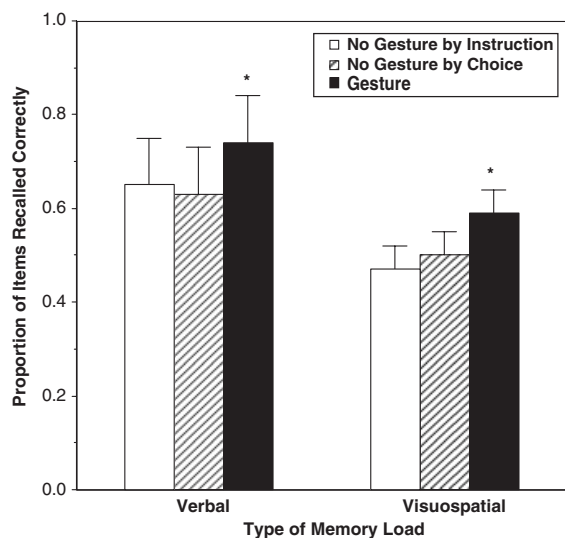 Proportion of Items Recalled Correctly
1.0
0.8
0.6
0.4
0.2
0.0
No Gesture by Instruction
No Gesture by Choice
Gesture
*
*
Verbal
Visuospatial
Type of Memory Load